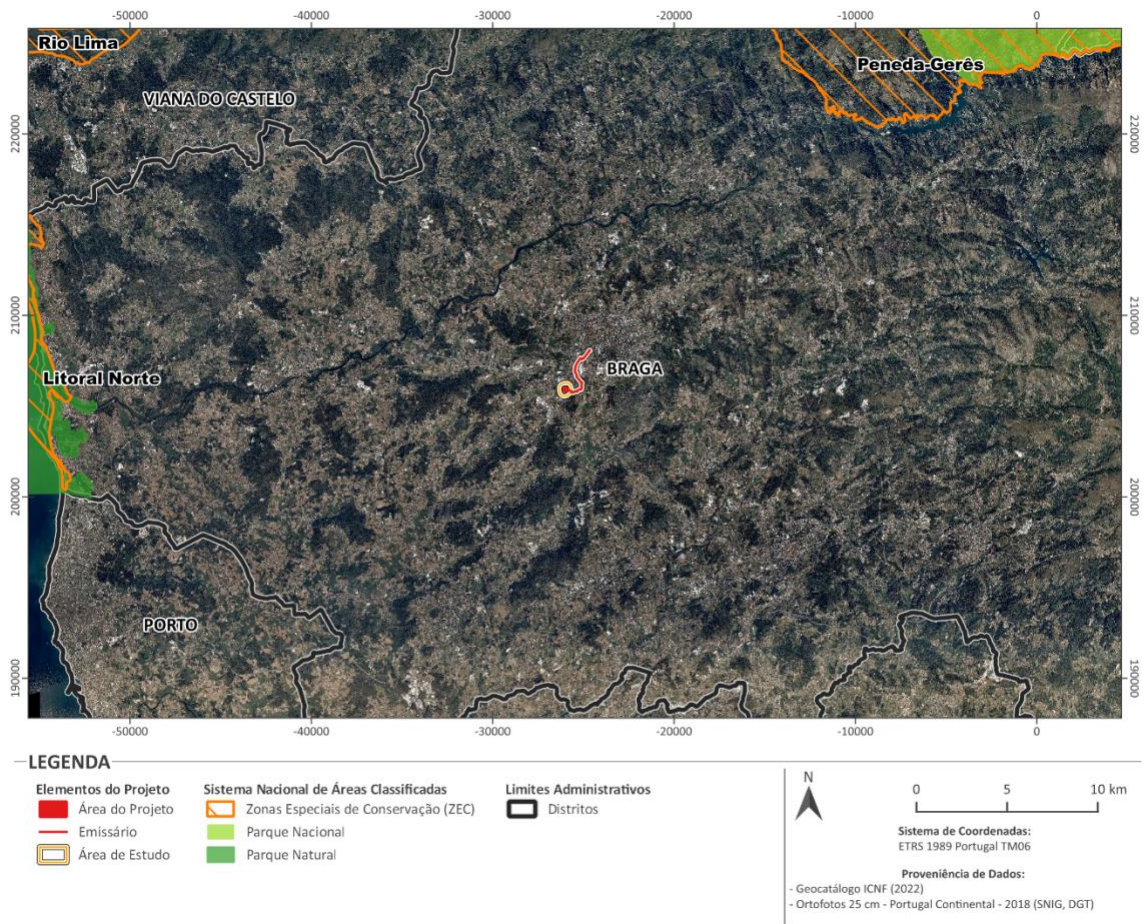 -50000 -40000 -30000 -20000 -10000 0
Rio Lima
Peneda-Gerês
VIANA DO CASTELO
220000 220000
210000 210000
BRAGA
Litoral Norte
200000 200000
PORTO
190000 190000
-50000 -40000 -30000 -20000 -10000 0
LEGENDA
Elementos do Projeto
Área do Projeto
Emissário
Área de Estudo
Sistema Nacional de Áreas Classificadas
Zonas Especiais de Conservação (ZEC)
Parque Nacional
Parque Natural
Limites Administrativos
Distritos
N
0 5 10 km
Sistema de Coordenadas:
ETRS 1989 Portugal TM06
Proveniência de Dados:
- Geocatálogo ICNF (2022)
- Ortofotos 25 cm - Portugal Continental - 2018 (SNIG, DGT)